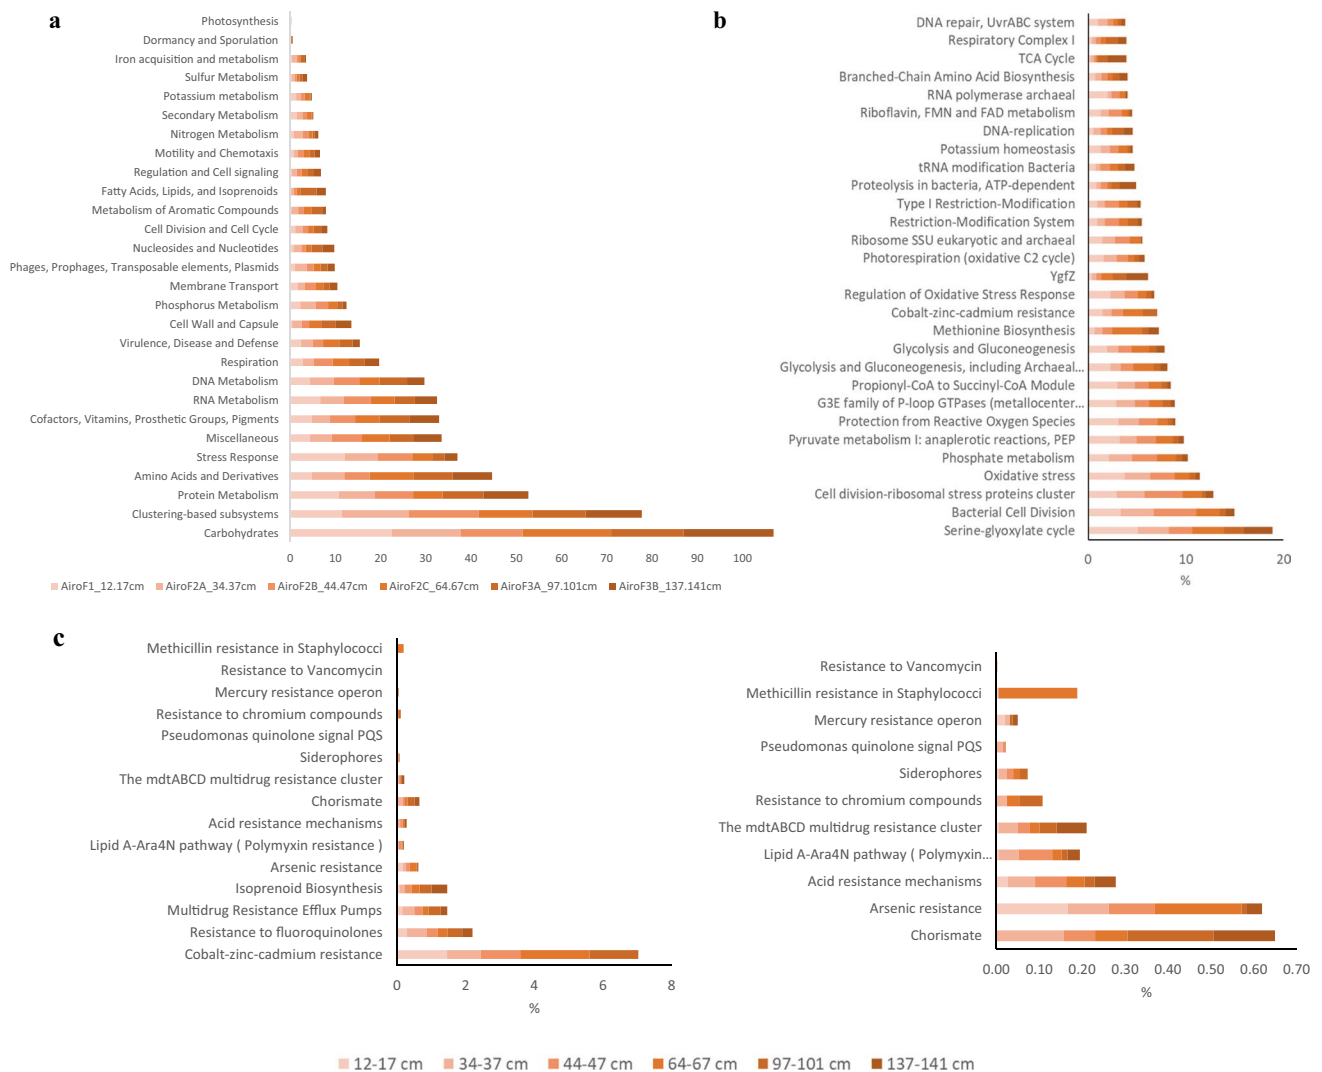 a
Photosynthesis
Dormancy and Sporulation
Iron acquisition and metabolism
Sulfur Metabolism
Potassium metabolism
Secondary Metabolism
Nitrogen Metabolism
Motility and Chemotaxis
Regulation and Cell signaling
Fatty Acids, Lipids, and Isoprenoids
Metabolism of Aromatic Compounds
Cell Division and Cell Cycle
Nucleosides and Nucleotides
Phages, Prophages, Transposable elements, Plasmids
Membrane Transport
Phosphorus Metabolism
Cell Wall and Capsule
Virulence, Disease and Defense
Respiration
DNA Metabolism
RNA Metabolism
Cofactors, Vitamins, Prosthetic Groups, Pigments
Miscellaneous
Stress Response
Amino Acids and Derivatives
Protein Metabolism
Clustering-based subsystems
Carbohydrates
0 10 20 30 40 50 60 70 80 90 100
AiroF1_12.17cm AiroF2A_34.37cm AiroF2B_44.47cm AiroF2C_64.67cm AiroF3A_97.101cm AiroF3B_137.141cm
b
DNA repair, UvrABC system
Respiratory Complex I
TCA Cycle
Branched-Chain Amino Acid Biosynthesis
RNA polymerase archaeal
Riboflavin, FMN and FAD metabolism
DNA-replication
Potassium homeostasis
tRNA modification Bacteria
Proteolysis in bacteria, ATP-dependent
Type I Restriction-Modification
Restriction-Modification System
Ribosome SSU eukaryotic and archaeal
Photorespiration (oxidative C2 cycle)
YgfZ
Regulation of Oxidative Stress Response
Cobalt-zinc-cadmium resistance
Methionine Biosynthesis
Glycolysis and Gluconeogenesis
Glycolysis and Gluconeogenesis, including Archaeal...
Propionyl-CoA to Succinyl-CoA Module
G3E family of P-loop GTPases (metallocenter...
Protection from Reactive Oxygen Species
Pyruvate metabolism I: anaplerotic reactions, PEP
Phosphate metabolism
Oxidative stress
Cell division-ribosomal stress proteins cluster
Bacterial Cell Division
Serine-glyoxylate cycle
0 10 20
%
c
Methicillin resistance in Staphylococci
Resistance to Vancomycin
Mercury resistance operon
Resistance to chromium compounds
Pseudomonas quinolone signal PQS
Siderophores
The mdtABCD multidrug resistance cluster
Chorismate
Acid resistance mechanisms
Lipid A-Ara4N pathway ( Polymyxin resistance )
Arsenic resistance
Isoprenoid Biosynthesis
Multidrug Resistance Efflux Pumps
Resistance to fluoroquinolones
Cobalt-zinc-cadmium resistance
0 2 4 6 8
%
Resistance to Vancomycin
Methicillin resistance in Staphylococci
Mercury resistance operon
Pseudomonas quinolone signal PQS
Siderophores
Resistance to chromium compounds
The mdtABCD multidrug resistance cluster
Lipid A-Ara4N pathway ( Polymyxin...
Acid resistance mechanisms
Arsenic resistance
Chorismate
0.00 0.10 0.20 0.30 0.40 0.50 0.60 0.70
%
12-17 cm 34-37 cm 44-47 cm 64-67 cm 97-101 cm 137-141 cm